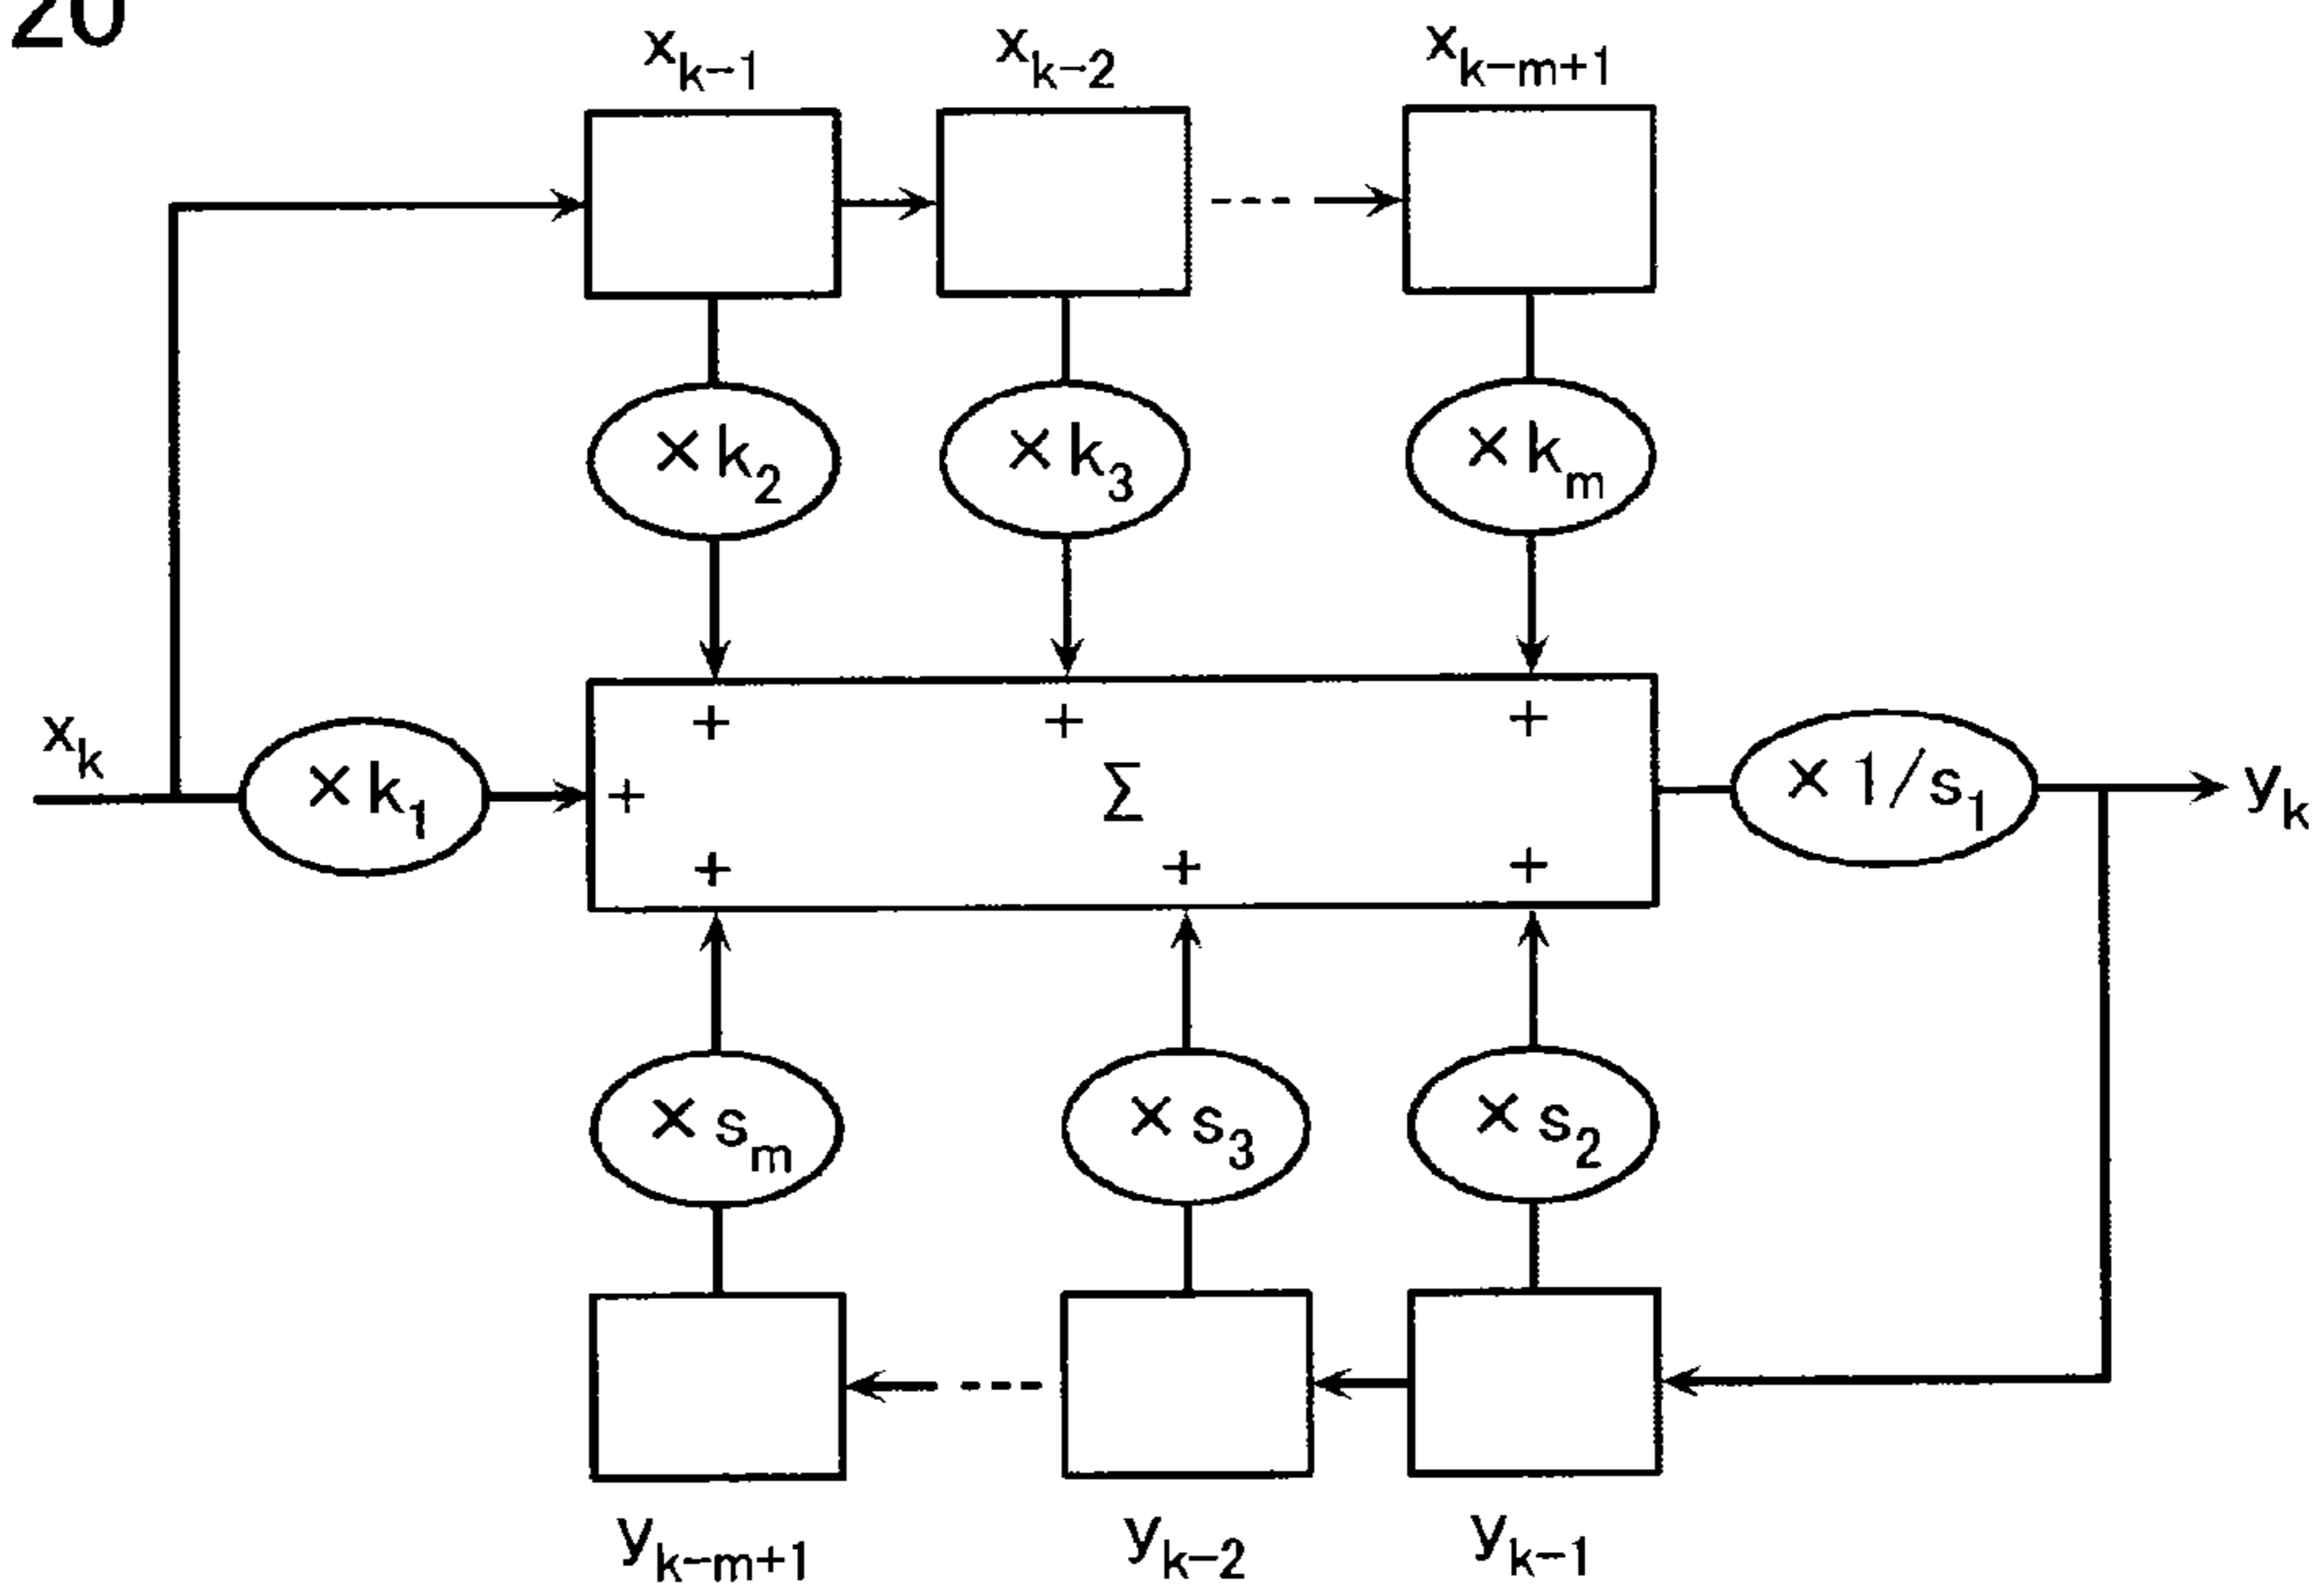 20
x_{k-1} x_{k-2} x_{k-m+1}
× k_2 × k_3 × k_m
+ + +
x_k × k_1 + Σ × 1/s_1 y_k
+ + +
× s_m × s_3 × s_2
y_{k-m+1} y_{k-2} y_{k-1}